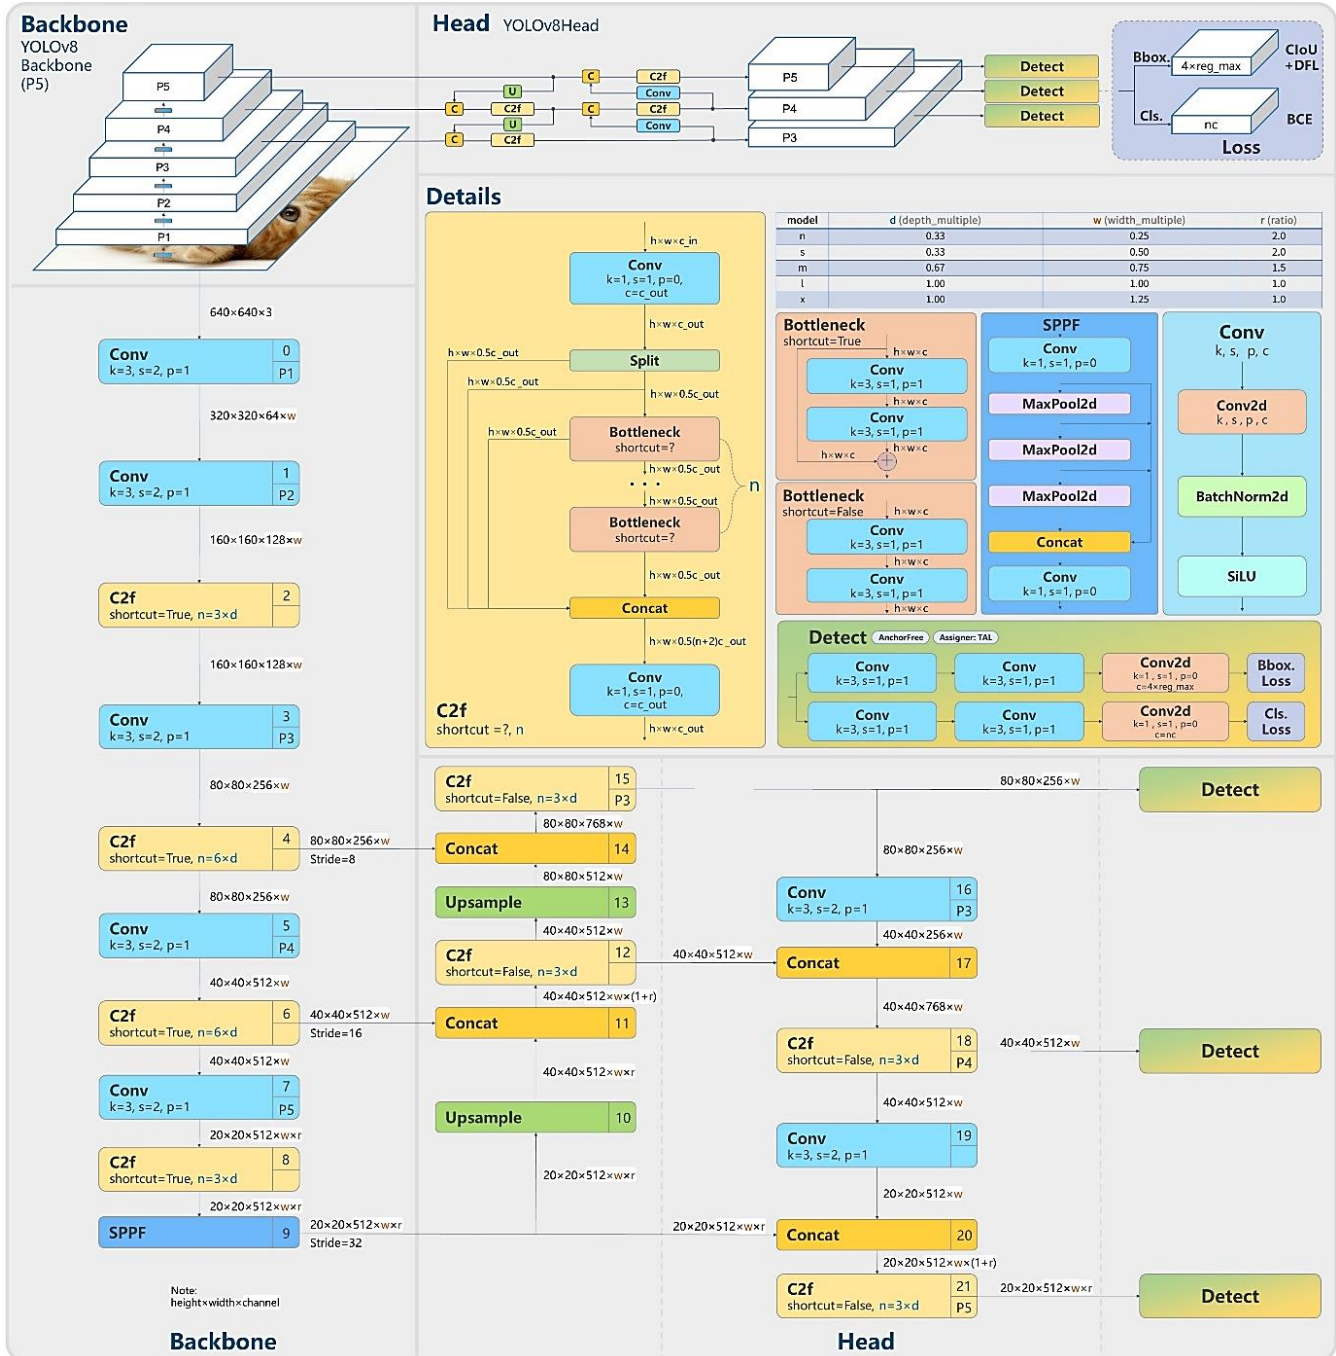 Backbone
YOLOv8
Backbone
(P5)
P5
P4
P3
P2
P1
Head YOLOv8Head
C
C2f
U
Conv
C
C2f
C
C2f
U
Conv
C
C2f
P5
P4
P3
Detect
Detect
Detect
Bbox.
4×reg_max
CIoU
+DFL
Cls.
nc
BCE
Loss
640×640×3
Conv 0
k=3, s=2, p=1 P1
320×320×64×w
Conv 1
k=3, s=2, p=1 P2
160×160×128×w
C2f 2
shortcut=True, n=3×d
160×160×128×w
Conv 3
k=3, s=2, p=1 P3
80×80×256×w
C2f 4
shortcut=True, n=6×d
80×80×256×w
Stride=8
80×80×256×w
Conv 5
k=3, s=2, p=1 P4
40×40×512×w
C2f 6
shortcut=True, n=6×d
40×40×512×w
Stride=16
40×40×512×w
Conv 7
k=3, s=2, p=1 P5
20×20×512×w×r
C2f 8
shortcut=True, n=3×d
20×20×512×w×r
SPPF 9
20×20×512×w×r
Stride=32
Note:
height×width×channel
Backbone
Details
h×w×c_in
Conv
k=1, s=1, p=0,
c=c_out
h×w×c_out
h×w×0.5c_out
Split
h×w×0.5c_out
h×w×0.5c_out
h×w×0.5c_out
Bottleneck
shortcut=?
h×w×0.5c_out
. . .
n
h×w×0.5c_out
Bottleneck
shortcut=?
h×w×0.5c_out
Concat
h×w×0.5(n+2)c_out
Conv
k=1, s=1, p=0,
c=c_out
C2f
shortcut =?, n
h×w×c_out
model d (depth_multiple) w (width_multiple) r (ratio)
n 0.33 0.25 2.0
s 0.33 0.50 2.0
m 0.67 0.75 1.5
l 1.00 1.00 1.0
x 1.00 1.25 1.0
Bottleneck
shortcut=True
h×w×c
Conv
k=3, s=1, p=1
h×w×c
Conv
k=3, s=1, p=1
h×w×c
h×w×c
+
Bottleneck
shortcut=False
h×w×c
Conv
k=3, s=1, p=1
h×w×c
Conv
k=3, s=1, p=1
h×w×c
SPPF
Conv
k=1, s=1, p=0
MaxPool2d
MaxPool2d
MaxPool2d
Concat
Conv
k=1, s=1, p=0
Conv
k, s, p, c
Conv2d
k, s, p, c
BatchNorm2d
SiLU
Detect AnchorFree Assigner: TAL
Conv
k=3, s=1, p=1
Conv
k=3, s=1, p=1
Conv2d
k=1, s=1, p=0
c=4×reg_max
Bbox.
Loss
Conv
k=3, s=1, p=1
Conv
k=3, s=1, p=1
Conv2d
k=1, s=1, p=0
c=nc
Cls.
Loss
C2f 15
shortcut=False, n=3×d P3
80×80×768×w
Concat 14
80×80×512×w
Upsample 13
40×40×512×w
C2f 12
shortcut=False, n=3×d
40×40×512×w×(1+r)
Concat 11
40×40×512×w×r
Upsample 10
20×20×512×w×r
80×80×256×w
Detect
80×80×256×w
Conv 16
k=3, s=2, p=1 P3
40×40×256×w
40×40×512×w
Concat 17
40×40×768×w
C2f 18
shortcut=False, n=3×d P4
40×40×512×w
Detect
40×40×512×w
Conv 19
k=3, s=2, p=1
20×20×512×w
20×20×512×w×r
Concat 20
20×20×512×w×(1+r)
C2f 21
shortcut=False, n=3×d P5
20×20×512×w×r
Detect
Head